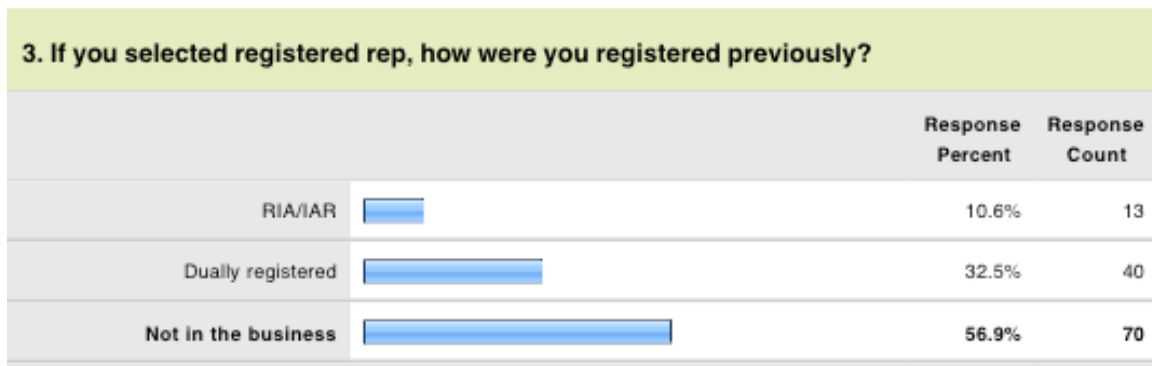 3. If you selected registered rep, how were you registered previously?
Response Percent
Response Count
RIA/IAR 10.6% 13
Dually registered 32.5% 40
Not in the business 56.9% 70